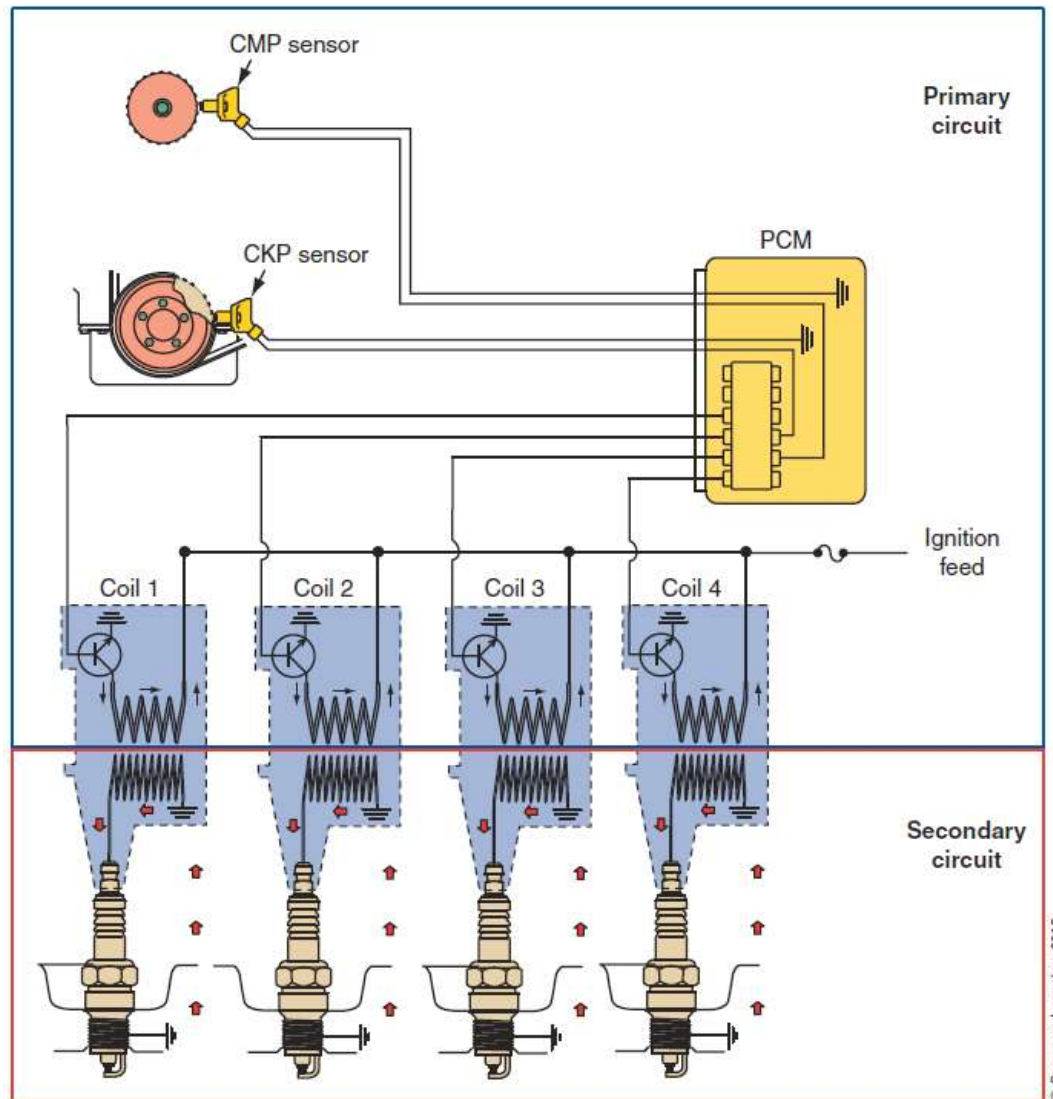 CMP sensor
Primary
circuit
CKP sensor
PCM
Ignition
feed
Coil 1
Coil 2
Coil 3
Coil 4
Secondary
circuit